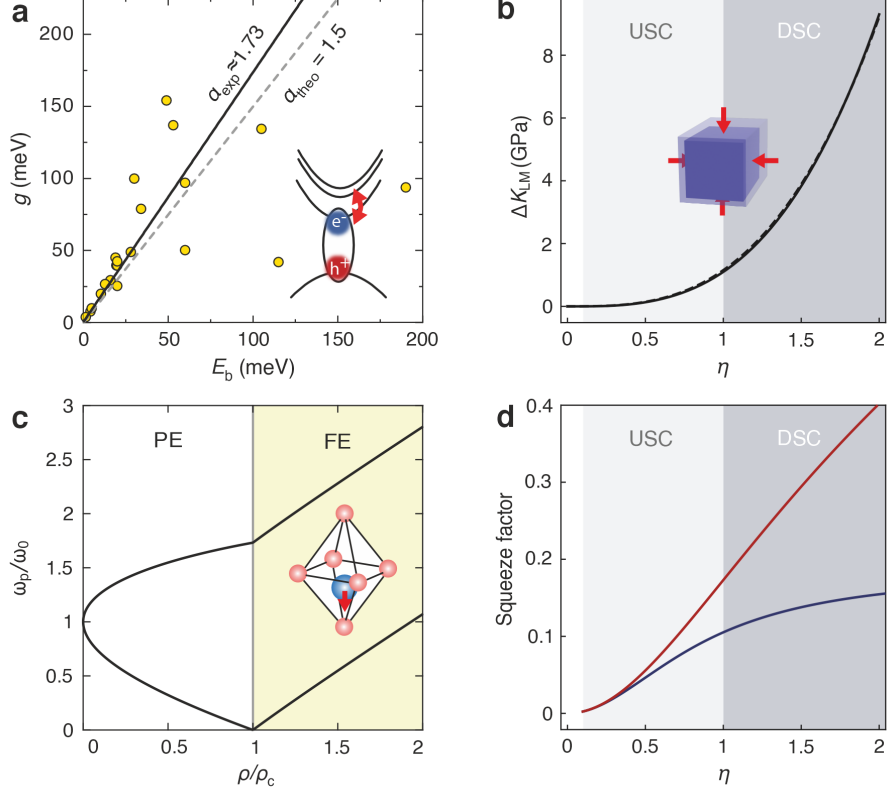 a
220
200
150
100
50
0
g (meV)
α_exp ≈1.73
α_theo = 1.5
e⁻
h⁺
0 50 100 150 200
E_b (meV)
b
USC DSC
8
6
4
2
0
ΔK_LM (GPa)
0 0.5 1 1.5 2
η
c
3
2.5
2
1.5
1
0.5
0
ω_p/ω_0
PE FE
0 0.5 1 1.5 2
ρ/ρ_c
d
USC DSC
0.4
0.3
0.2
0.1
0
Squeeze factor
0 0.5 1 1.5 2
η